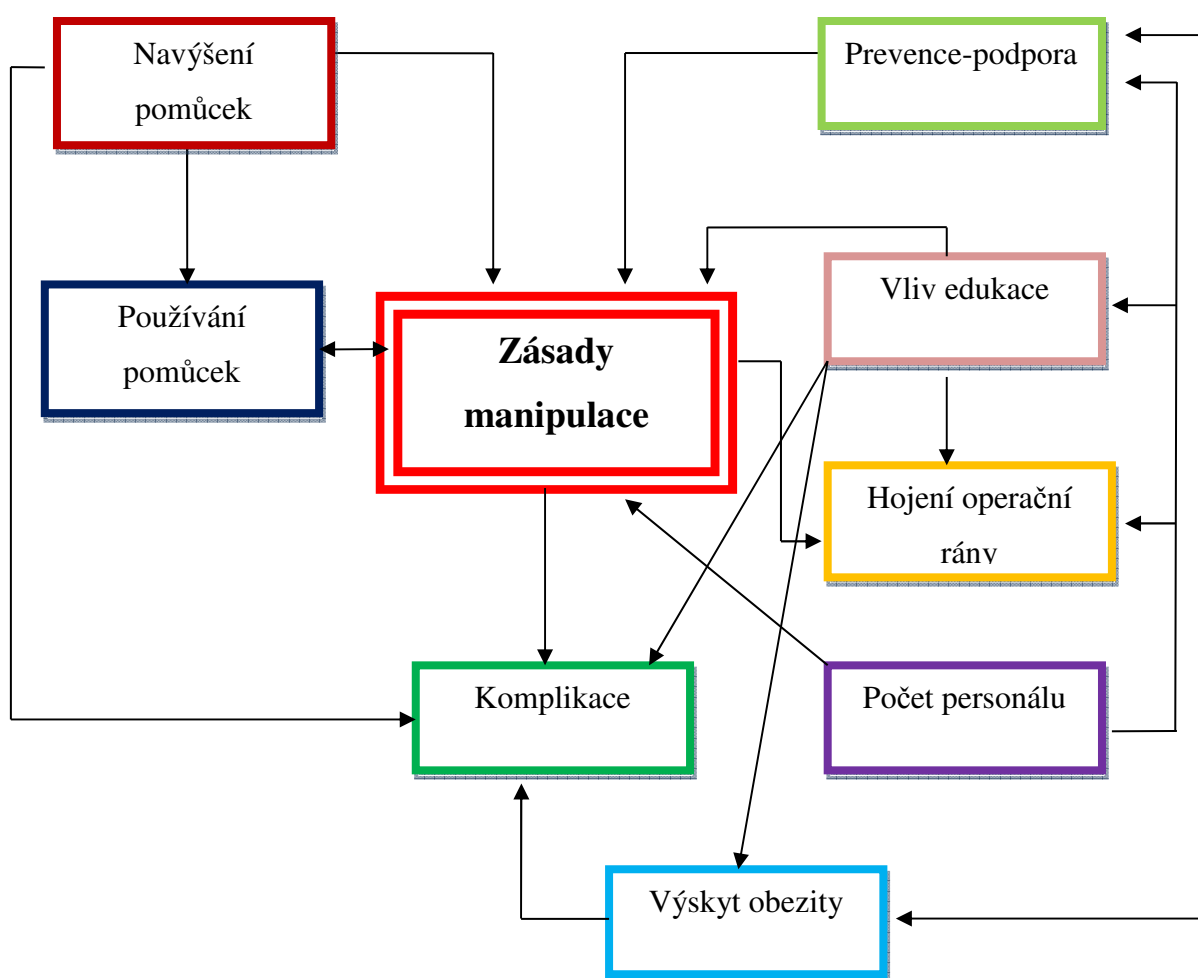 Navýšení
pomůcek
Prevence-podpora
Používání
pomůcek
Zásady
manipulace
Vliv edukace
Hojení operační
rány
Komplikace
Počet personálu
Výskyt obezity